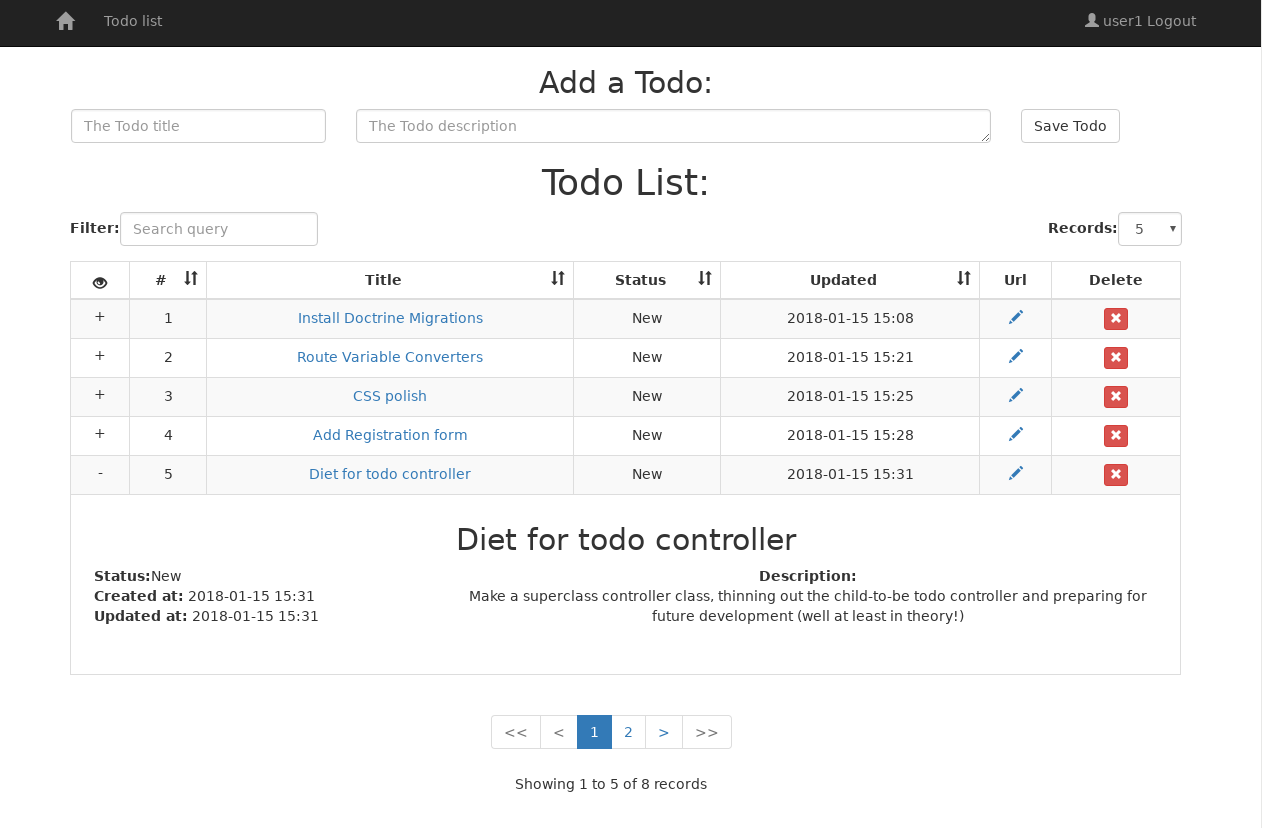 Todo list
user1 Logout
Add a Todo:
The Todo title
The Todo description
Save Todo
Todo List:
Filter: Search query
Records: 5
# Title Status Updated Url Delete
+ 1 Install Doctrine Migrations New 2018-01-15 15:08
+ 2 Route Variable Converters New 2018-01-15 15:21
+ 3 CSS polish New 2018-01-15 15:25
+ 4 Add Registration form New 2018-01-15 15:28
- 5 Diet for todo controller New 2018-01-15 15:31
Diet for todo controller
Status:New
Created at: 2018-01-15 15:31
Updated at: 2018-01-15 15:31
Description:
Make a superclass controller class, thinning out the child-to-be todo controller and preparing for
future development (well at least in theory!)
<< < 1 2 > >>
Showing 1 to 5 of 8 records